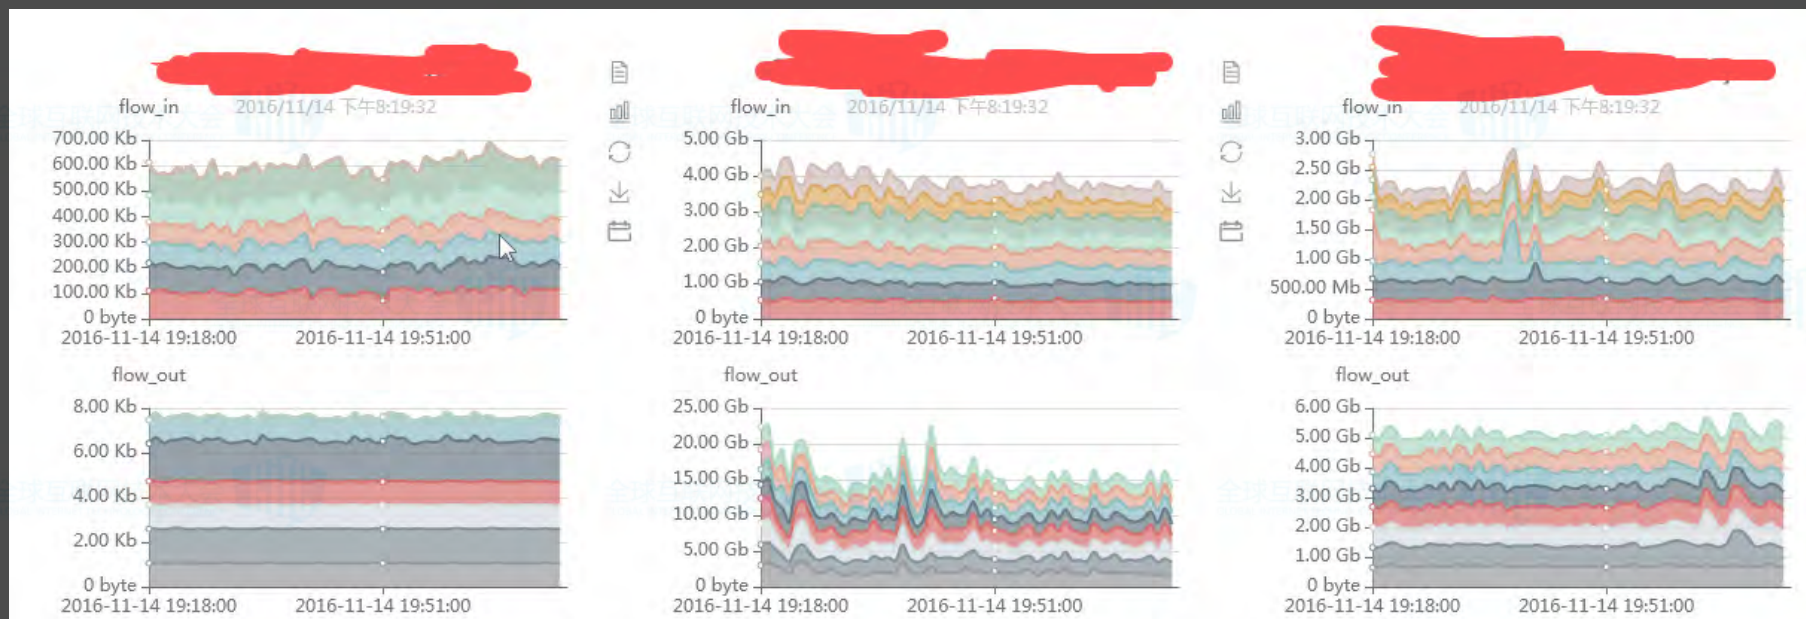 flow_in 2016/11/14 下午8:19:32
700.00 Kb
600.00 Kb
500.00 Kb
400.00 Kb
300.00 Kb
200.00 Kb
100.00 Kb
0 byte
2016-11-14 19:18:00 2016-11-14 19:51:00
flow_in 2016/11/14 下午8:19:32
5.00 Gb
4.00 Gb
3.00 Gb
2.00 Gb
1.00 Gb
0 byte
2016-11-14 19:18:00 2016-11-14 19:51:00
flow_in 2016/11/14 下午8:19:32
3.00 Gb
2.50 Gb
2.00 Gb
1.50 Gb
1.00 Gb
500.00 Mb
0 byte
2016-11-14 19:18:00 2016-11-14 19:51:00
flow_out
8.00 Kb
6.00 Kb
4.00 Kb
2.00 Kb
0 byte
2016-11-14 19:18:00 2016-11-14 19:51:00
flow_out
25.00 Gb
20.00 Gb
15.00 Gb
10.00 Gb
5.00 Gb
0 byte
2016-11-14 19:18:00 2016-11-14 19:51:00
flow_out
6.00 Gb
5.00 Gb
4.00 Gb
3.00 Gb
2.00 Gb
1.00 Gb
0 byte
2016-11-14 19:18:00 2016-11-14 19:51:00